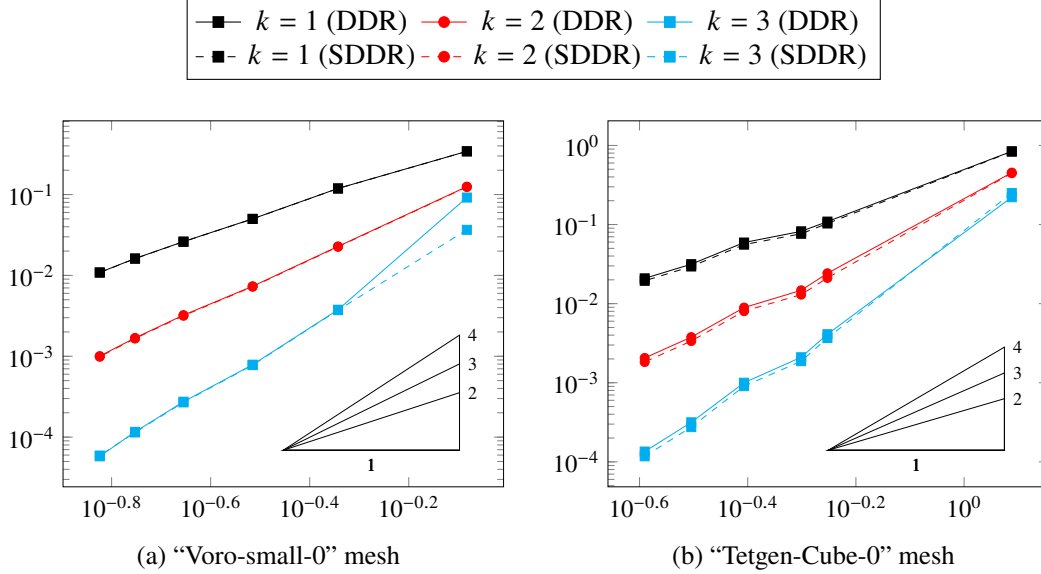 k = 1 (DDR) k = 2 (DDR) k = 3 (DDR)
k = 1 (SDDR) k = 2 (SDDR) k = 3 (SDDR)
10^−1
10^−2
10^−3
10^−4
10^−0.8 10^−0.6 10^−0.4 10^−0.2
4
3
2
1
(a) “Voro-small-0” mesh
10^0
10^−1
10^−2
10^−3
10^−4
10^−0.6 10^−0.4 10^−0.2 10^0
4
3
2
1
(b) “Tetgen-Cube-0” mesh